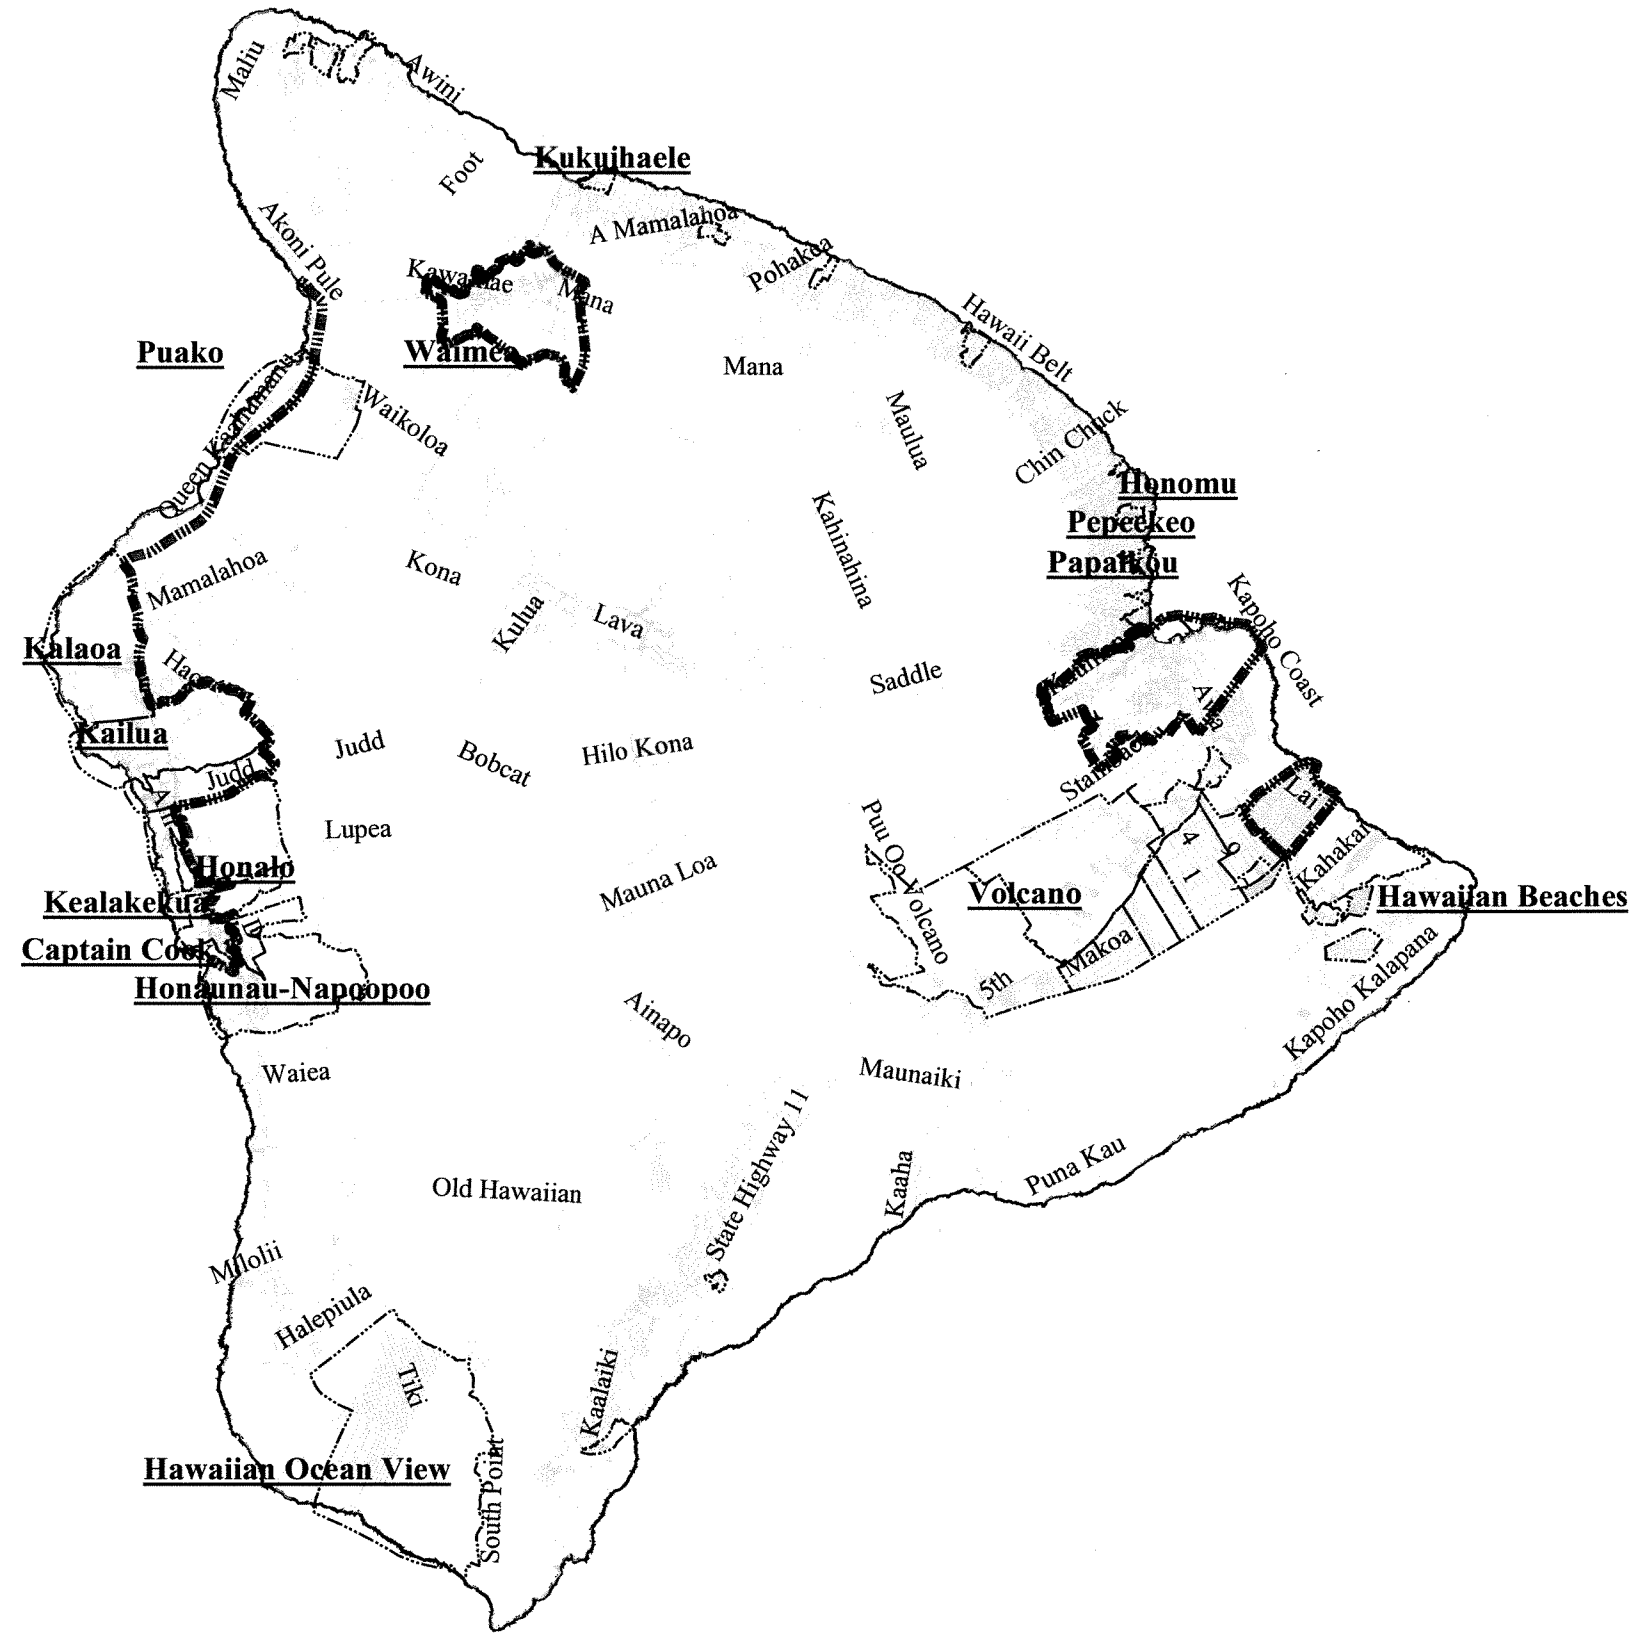 Maliu
Awini
Foot
Kukuihaele
A Mamalahoa
Akoni Pule
Kawaihae
Mana
Pohakea
Hawaii Belt
Puako
Waimea
Mana
Queen Kaahumanu
Waikoloa
Maulua
Chin Chuck
Honomu
Pepeekeo
Papaikou
Kahinahina
Mamalahoa
Kona
Kulua
Lava
Kapoho Coast
Kalaoa
Saddle
Kailua
Judd
Judd
Bobcat
Hilo Kona
Stainback
Lai
Lupea
Puu Oo Volcano
4
1
9
Kahakai
Honalo
Mauna Loa
Volcano
Kealakekua
Hawaiian Beaches
Captain Cook
Makoa
Honaunau-Napoopoo
5th
Ainapo
Kapoho Kalapana
Waiea
Maunaiki
State Highway 11
Kaaha
Puna Kau
Old Hawaiian
Milolii
Halepiula
Tiki
Kaalaiki
Hawaiian Ocean View
South Point